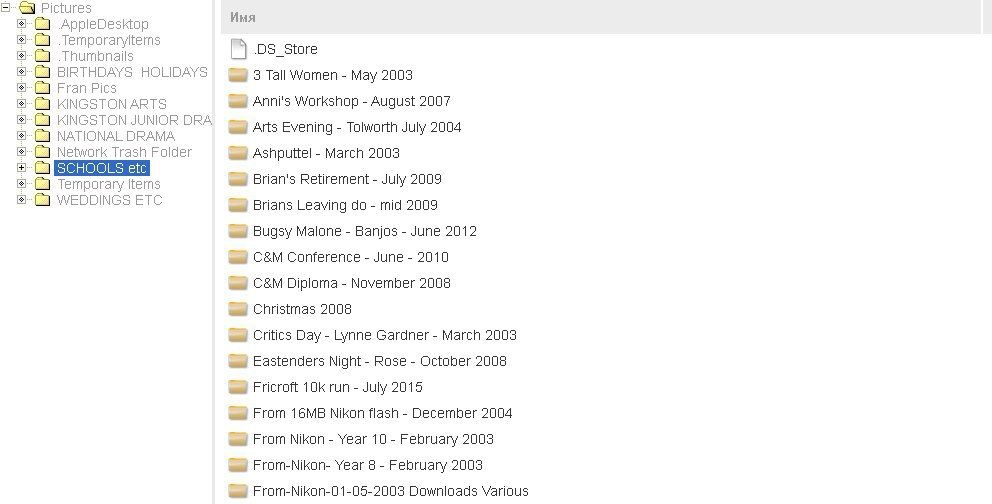 Pictures
.AppleDesktop
.TemporaryItems
.Thumbnails
BIRTHDAYS HOLIDAYS
Fran Pics
KINGSTON ARTS
KINGSTON JUNIOR DRA
NATIONAL DRAMA
Network Trash Folder
SCHOOLS etc
Temporary Items
WEDDINGS ETC
Имя
.DS_Store
3 Tall Women - May 2003
Anni's Workshop - August 2007
Arts Evening - Tolworth July 2004
Ashputtel - March 2003
Brian's Retirement - July 2009
Brians Leaving do - mid 2009
Bugsy Malone - Banjos - June 2012
C&M Conference - June - 2010
C&M Diploma - November 2008
Christmas 2008
Critics Day - Lynne Gardner - March 2003
Eastenders Night - Rose - October 2008
Fricroft 10k run - July 2015
From 16MB Nikon flash - December 2004
From Nikon - Year 10 - February 2003
From-Nikon- Year 8 - February 2003
From-Nikon-01-05-2003 Downloads Various